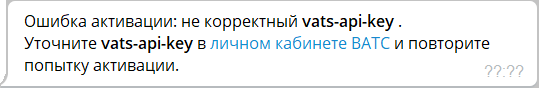 Ошибка активации: не корректный vats-api-key .
Уточните vats-api-key в личном кабинете ВАТС и повторите
попытку активации.
??:??